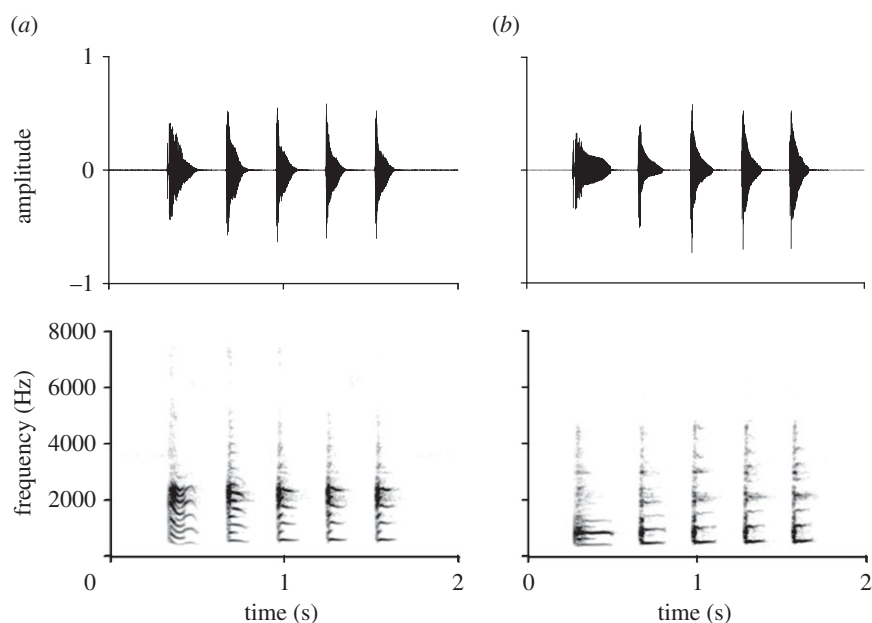 (a)
(b)
1
0
–1
amplitude
8000
6000
4000
2000
0
1
2
0
1
2
frequency (Hz)
time (s)
time (s)